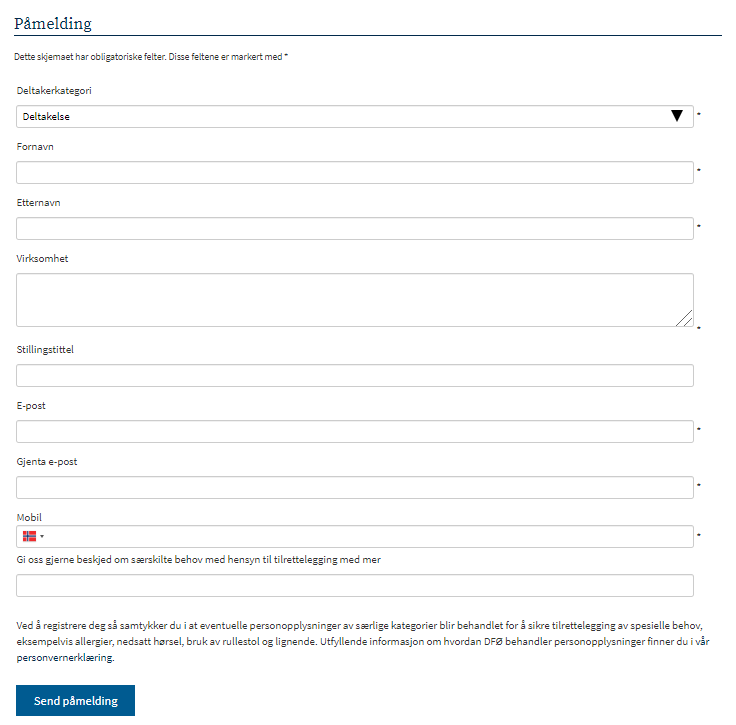 Påmelding
Dette skjemaet har obligatoriske felter. Disse feltene er markert med *
Deltakerkategori
Deltakelse *
Fornavn
*
Etternavn
*
Virksomhet
*
Stillingstittel
E-post
*
Gjenta e-post
*
Mobil
*
Gi oss gjerne beskjed om særskilte behov med hensyn til tilrettelegging med mer
Ved å registrere deg så samtykker du i at eventuelle personopplysninger av særlige kategorier blir behandlet for å sikre tilrettelegging av spesielle behov,
eksempelvis allergier, nedsatt hørsel, bruk av rullestol og lignende. Utfyllende informasjon om hvordan DFØ behandler personopplysninger finner du i vår
personvernerklæring.
Send påmelding